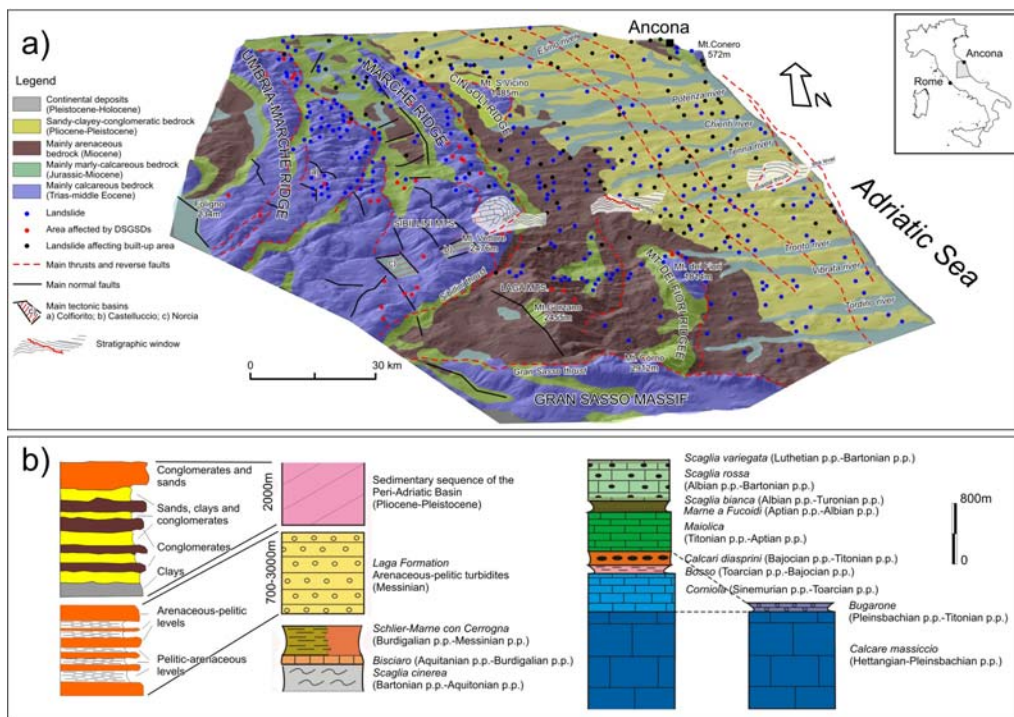 a)
Legend
Continental deposits
(Pleistocene-Holocene)
Sandy-clayey-conglomeratic bedrock
(Pliocene-Pleistocene)
Mainly arenaceous
bedrock (Miocene)
Mainly marly-calcareous bedrock
(Jurassic-Miocene)
Mainly calcareous bedrock
(Trias-middle Eocene)
Landslide
Area affected by DSGSDs
Landslide affecting built-up area
Main thrusts and reverse faults
Main normal faults
Main tectonic basins
a) Colfiorito; b) Castelluccio; c) Norcia
Stratigraphic window
0 30 km
UMBRIA-MARCHE RIDGE
MARCHE RIDGE
CINGOLI RIDGE
Mt. S.Vicino
1485m
Ancona
Mt.Conero
572m
Esino river
Potenza river
Chienti river
Tenna river
Tronto river
Vibrata river
Tordino river
Adriatic Sea
N
Foligno
234m
SIBILLINI MTS.
Mt. Vettore
2476m
LAGA MTS.
Mt.Gorzano
2455m
MT. DEI FIORI RIDGEE
Mt. dei Fiori
1814m
Mt. Corno
2912m
Gran Sasso thrust
GRAN SASSO MASSIF
Ancona
Rome
b)
Conglomerates and
sands
Sands, clays and
conglomerates
Conglomerates
Clays
Arenaceous-pelitic
levels
Pelitic-arenaceous
levels
2000m
Sedimentary sequence of the
Peri-Adriatic Basin
(Pliocene-Pleistocene)
700-3000m
Laga Formation
Arenaceous-pelitic turbidites
(Messinian)
Schlier-Marne con Cerrogna
(Burdigalian p.p.-Messinian p.p.)
Bisciaro (Aquitanian p.p.-Burdigalian p.p.)
Scaglia cinerea
(Bartonian p.p.-Aquitonian p.p.)
Scaglia variegata (Luthetian p.p.-Bartonian p.p.)
Scaglia rossa
(Albian p.p.-Bartonian p.p.)
Scaglia bianca (Albian p.p.-Turonian p.p.)
Marne a Fucoidi (Aptian p.p.-Albian p.p.)
Maiolica
(Titonian p.p.-Aptian p.p.)
Calcari diasprini (Bajocian p.p.-Titonian p.p.)
Bosso (Toarcian p.p.-Bajocian p.p.)
Corniola (Sinemurian p.p.-Toarcian p.p.)
Bugarone
(Pleinsbachian p.p.-Titonian p.p.)
Calcare massiccio
(Hettangian-Pleinsbachian p.p.)
800m
0